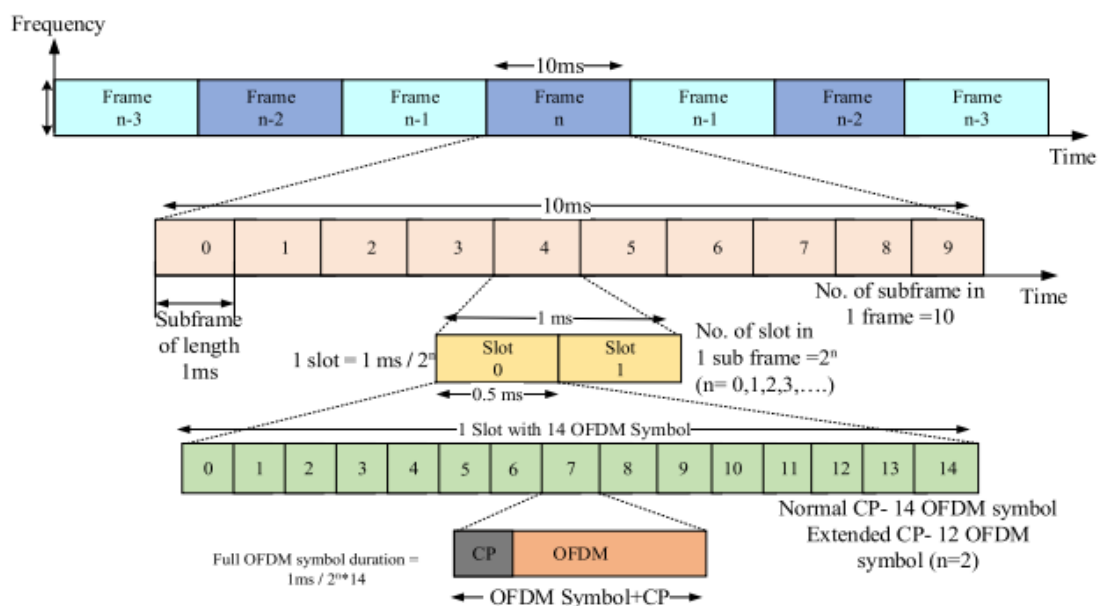 Frequency
10ms
Frame Frame Frame Frame Frame Frame Frame
n-3 n-2 n-1 n n-1 n-2 n-3
Time
10ms
0 1 2 3 4 5 6 7 8 9
Time
No. of subframe in
1 frame =10
Subframe
of length
1ms
1 ms
1 slot = 1 ms / 2ⁿ
Slot Slot
0 1
0.5 ms
No. of slot in
1 sub frame =2ⁿ
(n= 0,1,2,3,….)
1 Slot with 14 OFDM Symbol
0 1 2 3 4 5 6 7 8 9 10 11 12 13 14
Normal CP- 14 OFDM symbol
Extended CP- 12 OFDM
symbol (n=2)
Full OFDM symbol duration =
1ms / 2ⁿ*14
CP OFDM
OFDM Symbol+CP